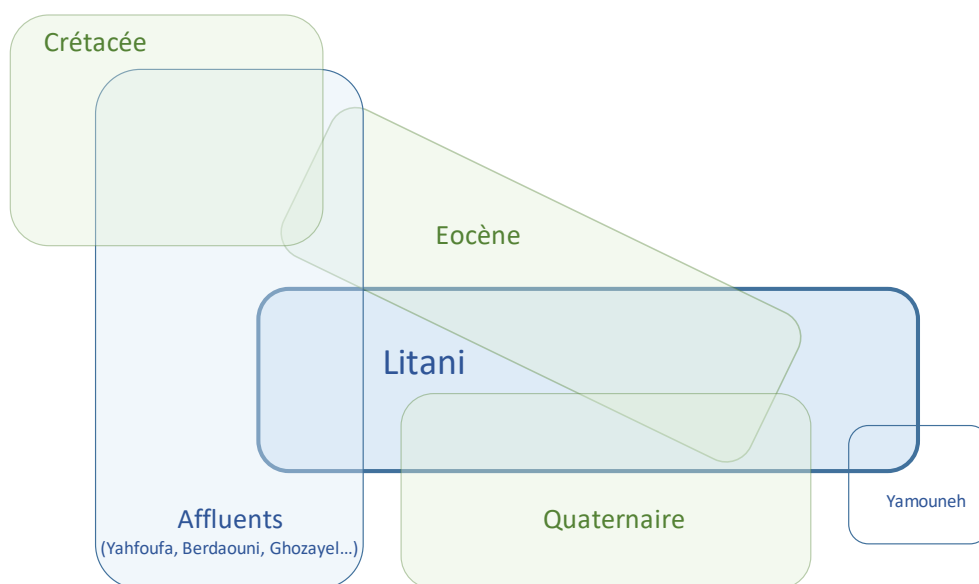 Crétacée
Eocène
Litani
Affluents
(Yahfoufa, Berdaouni, Ghozayel...)
Quaternaire
Yamouneh